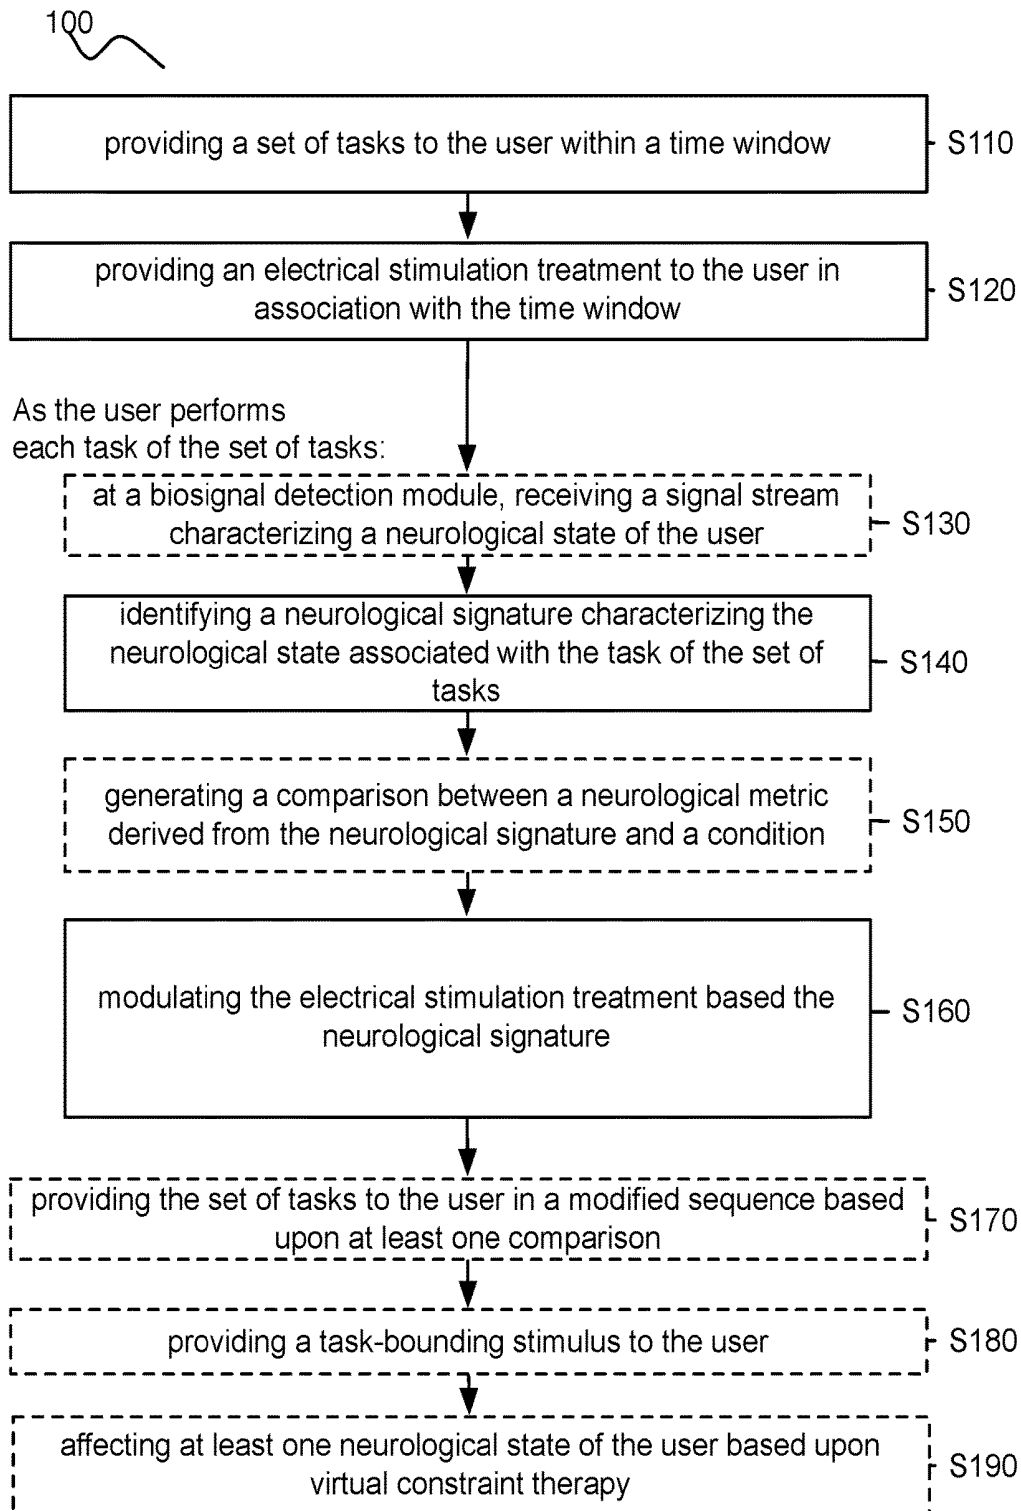 100
providing a set of tasks to the user within a time window
S110
providing an electrical stimulation treatment to the user in
association with the time window
S120
As the user performs
each task of the set of tasks:
at a biosignal detection module, receiving a signal stream
characterizing a neurological state of the user
S130
identifying a neurological signature characterizing the
neurological state associated with the task of the set of
tasks
S140
generating a comparison between a neurological metric
derived from the neurological signature and a condition
S150
modulating the electrical stimulation treatment based the
neurological signature
S160
providing the set of tasks to the user in a modified sequence based
upon at least one comparison
S170
providing a task-bounding stimulus to the user
S180
affecting at least one neurological state of the user based upon
virtual constraint therapy
S190